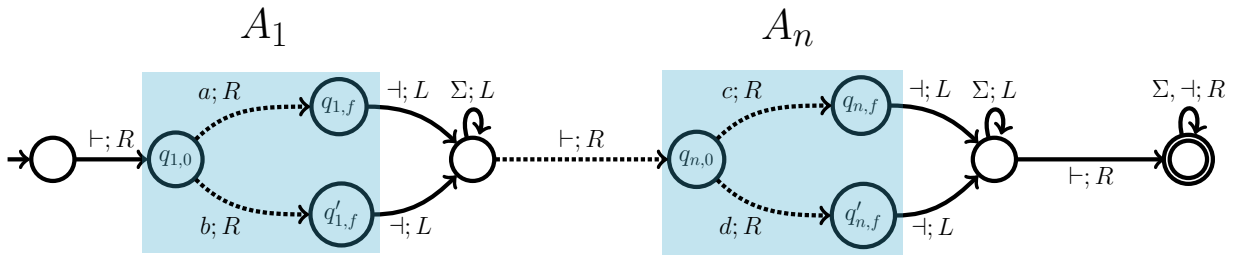 A₁ Aₙ
a; R ⊣; L Σ; L c; R ⊣; L Σ; L Σ, ⊣; R
q₁,f qₙ,f
⊢; R ⊢; R
q₁,₀ qₙ,₀
⊢; R
q′₁,f q′ₙ,f
b; R ⊣; L d; R ⊣; L